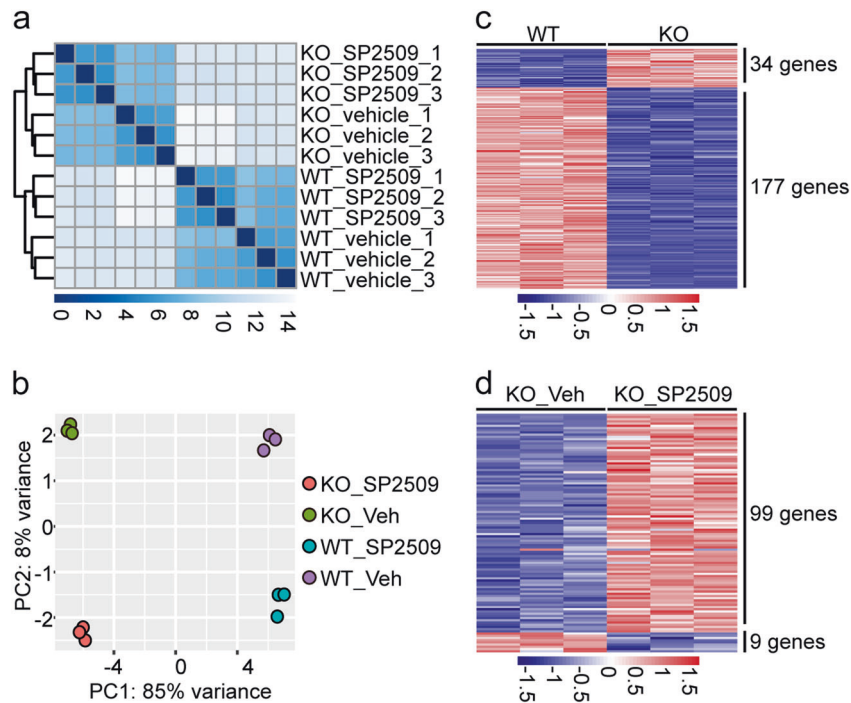 a
KO_SP2509_1
KO_SP2509_2
KO_SP2509_3
KO_vehicle_1
KO_vehicle_2
KO_vehicle_3
WT_SP2509_1
WT_SP2509_2
WT_SP2509_3
WT_vehicle_1
WT_vehicle_2
WT_vehicle_3
0 2 4 6 8 10 12 14
b
PC2: 8% variance
2
1
0
-1
-2
-4 0 4
PC1: 85% variance
KO_SP2509
KO_Veh
WT_SP2509
WT_Veh
c
WT KO
34 genes
177 genes
-1.5 -1 -0.5 0 0.5 1 1.5
d
KO_Veh KO_SP2509
99 genes
9 genes
-1.5 -1 -0.5 0 0.5 1 1.5